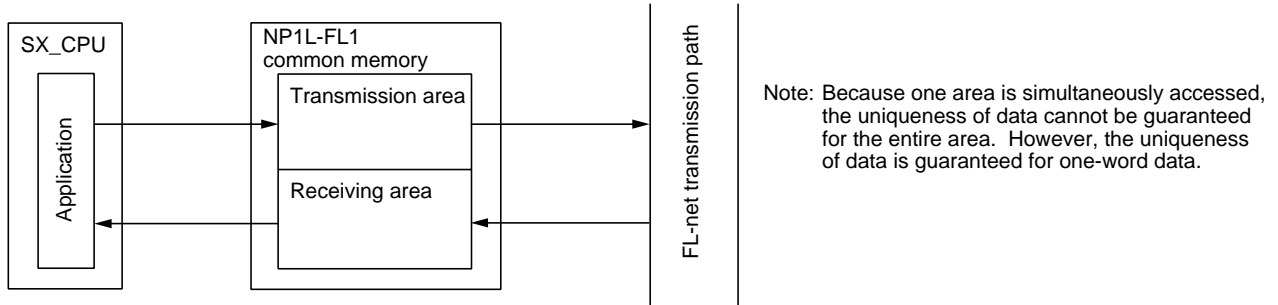 SX_CPU
Application
NP1L-FL1
common memory
Transmission area
Receiving area
FL-net transmission path
Note: Because one area is simultaneously accessed,
the uniqueness of data cannot be guaranteed
for the entire area. However, the uniqueness
of data is guaranteed for one-word data.